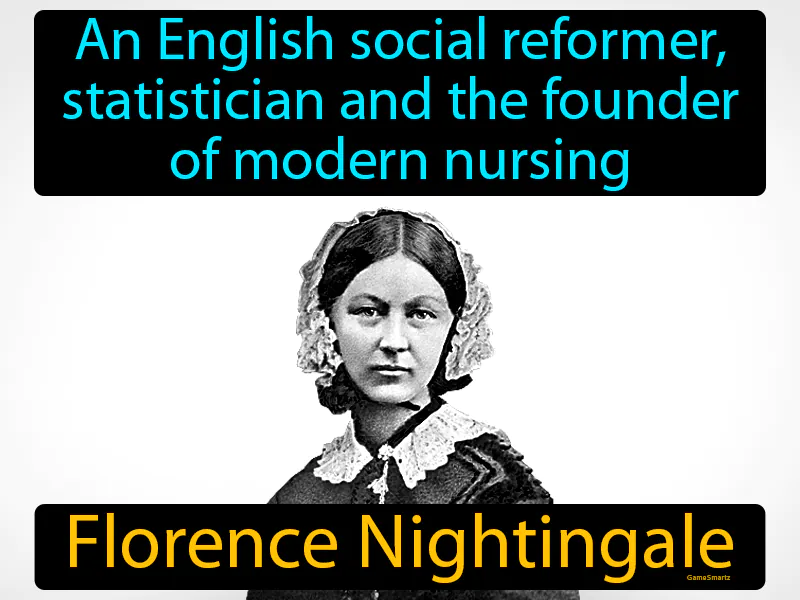 An English social reformer,
statistician and the founder
of modern nursing
Florence Nightingale
GameSmartz